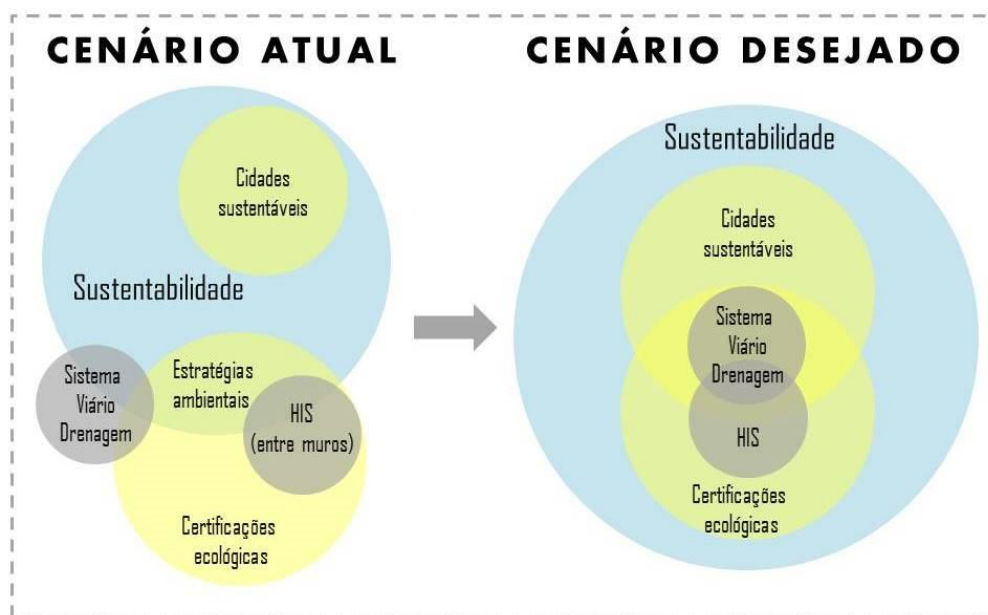 CENÁRIO ATUAL
Cidades
sustentáveis
Sustentabilidade
Sistema
Viário
Drenagem
Estratégias
ambientais
HIS
(entre muros)
Certificações
ecológicas
CENÁRIO DESEJADO
Sustentabilidade
Cidades
sustentáveis
Sistema
Viário
Drenagem
HIS
Certificações
ecológicas